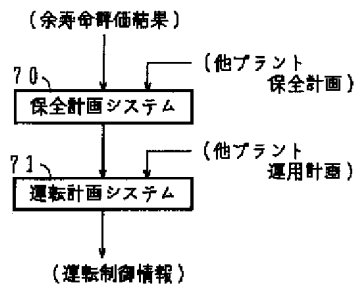 (余寿命評価結果)
70
(他プラント
保全計画)
保全計画システム
71
(他プラント
運用計画)
運転計画システム
(運転制御情報)